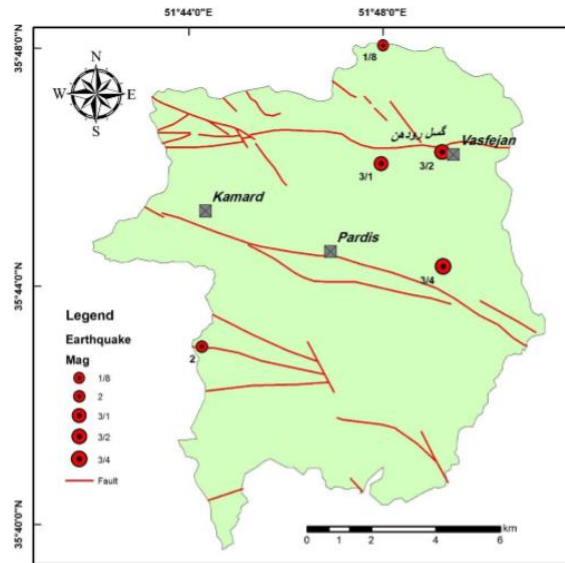 51°44'0"E
51°48'0"E
35°48'0"N
35°44'0"N
35°40'0"N
N
W
E
S
1/8
گسل رودهن
Vasfejan
3/2
3/1
Kamard
Pardis
3/4
2
Legend
Earthquake
Mag
1/8
2
3/1
3/2
3/4
Fault
km
0 1 2 4 6